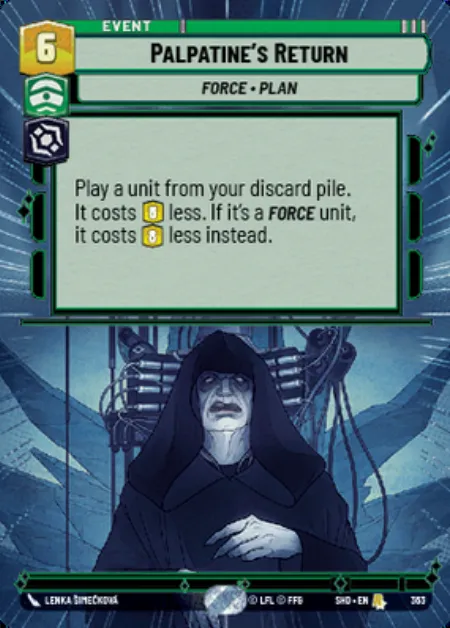 EVENT
6
PALPATINE'S RETURN
FORCE • PLAN
Play a unit from your discard pile.
It costs 6 less. If it's a FORCE unit,
it costs 8 less instead.
LENKA ŠIMEČKOVÁ
© LFL © FFG
SHD • EN
363